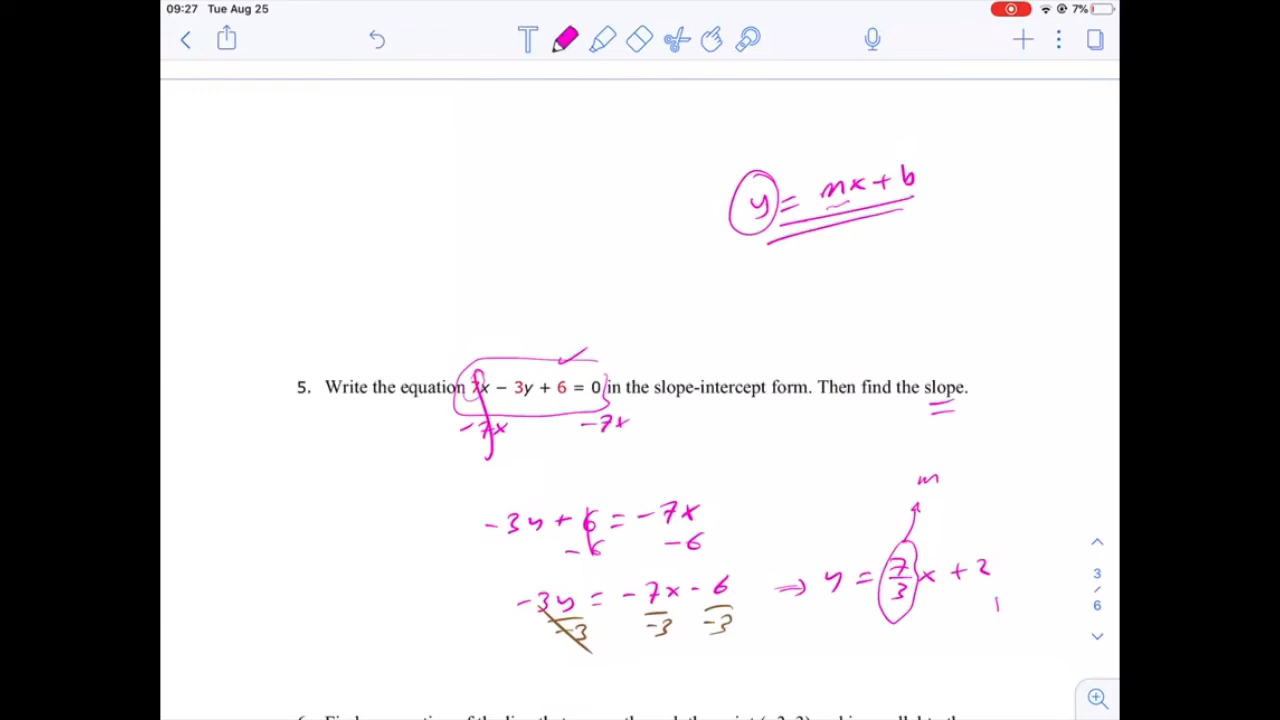 09:27 Tue Aug 25
7%
T
y = mx + b
5. Write the equation 7x − 3y + 6 = 0 in the slope-intercept form. Then find the slope.
-7x -7x
m
-3y + 6 = -7x
-6 -6
-3y = -7x - 6 ⇒ y = 7/3 x + 2
-3 -3 -3
3
/
6